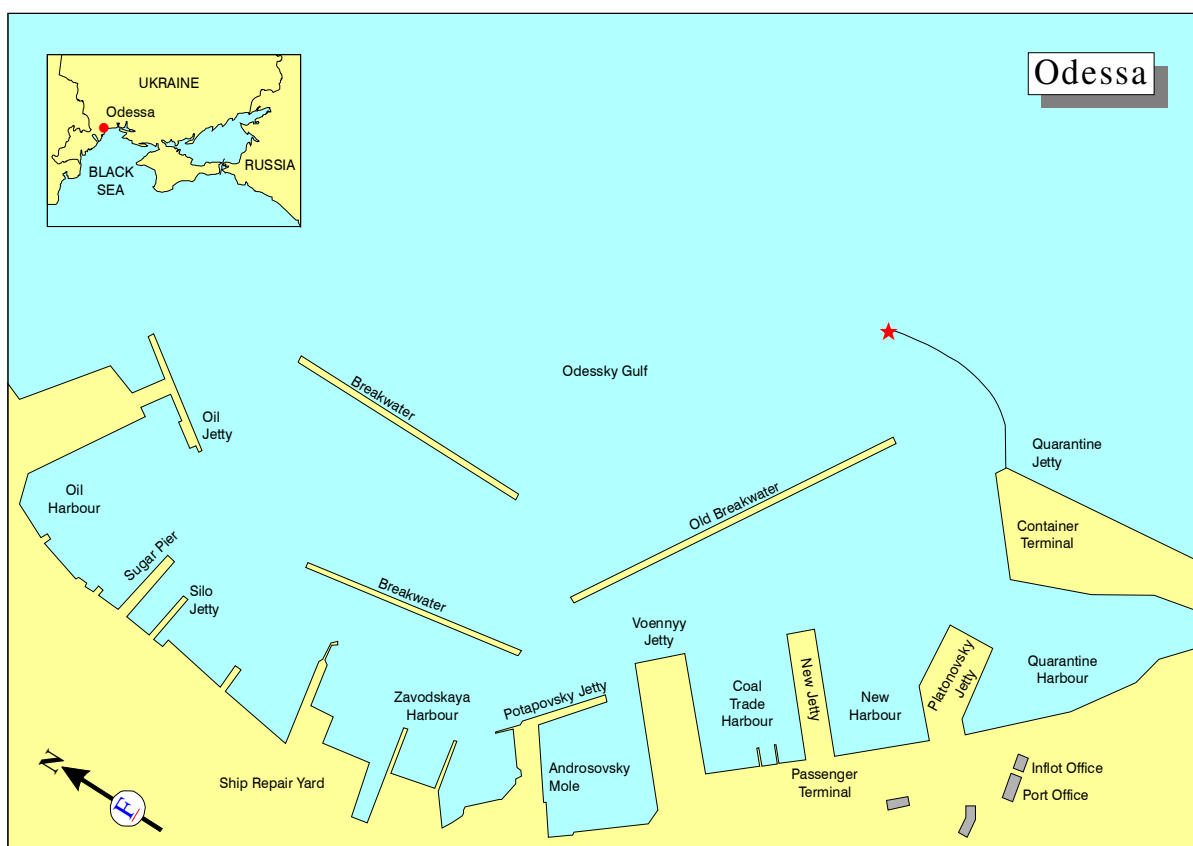 Odessa
UKRAINE
Odessa
BLACK
SEA
RUSSIA
Odessky Gulf
Breakwater
Oil
Jetty
Quarantine
Jetty
Oil
Harbour
Old Breakwater
Container
Terminal
Sugar Pier
Silo
Jetty
Breakwater
Voennyy
Jetty
Zavodskaya
Harbour
Potapovsky Jetty
Coal
Trade
Harbour
New Jetty
New
Harbour
Platonovsky
Jetty
Quarantine
Harbour
Ship Repair Yard
Androsovsky
Mole
Passenger
Terminal
Inflot Office
Port Office
N
F